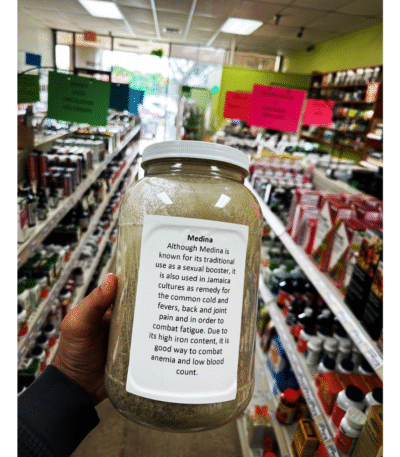 Medina
Although Medina is
known for its traditional
use as a sexual booster, it
is also used in Jamaica
cultures as remedy for
the common cold and
fevers, back and joint
pain and in order to
combat fatigue. Due to
its high iron content, it is
good way to combat
anemia and low blood
count.